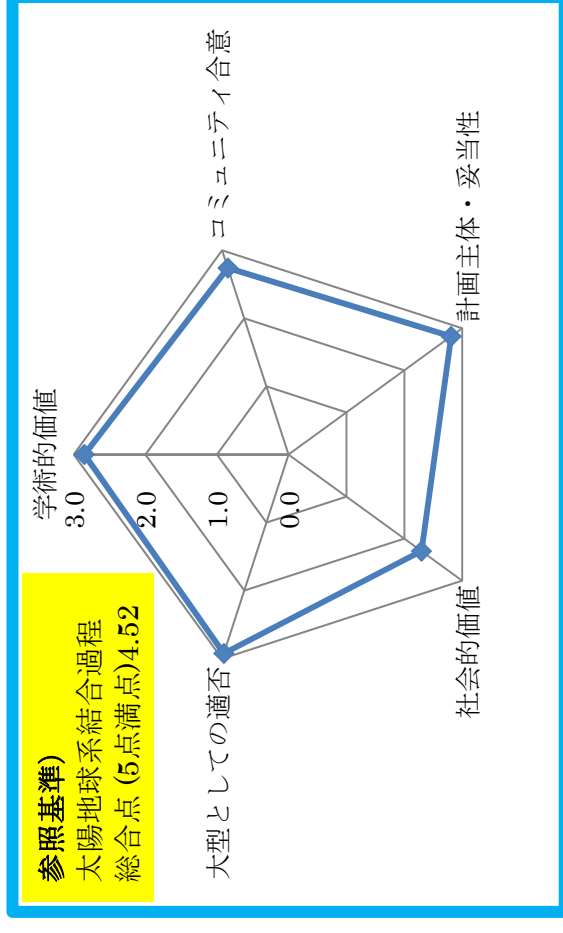 参照基準)
太陽地球系結合過程
総合点 (5点満点)4.52
学術的価値
3.0
2.0
1.0
0.0
コミュニティ合意
計画主体・妥当性
社会的価値
大型としての適否